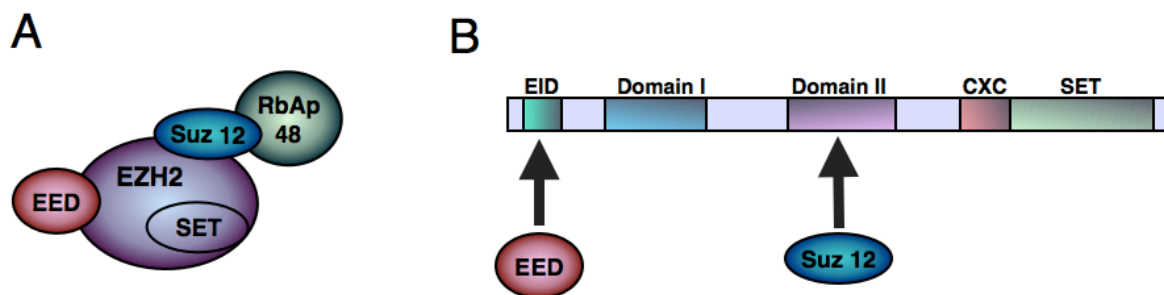 A
RbAp
48
Suz 12
EZH2
EED
SET
B
EID Domain I Domain II CXC SET
EED
Suz 12